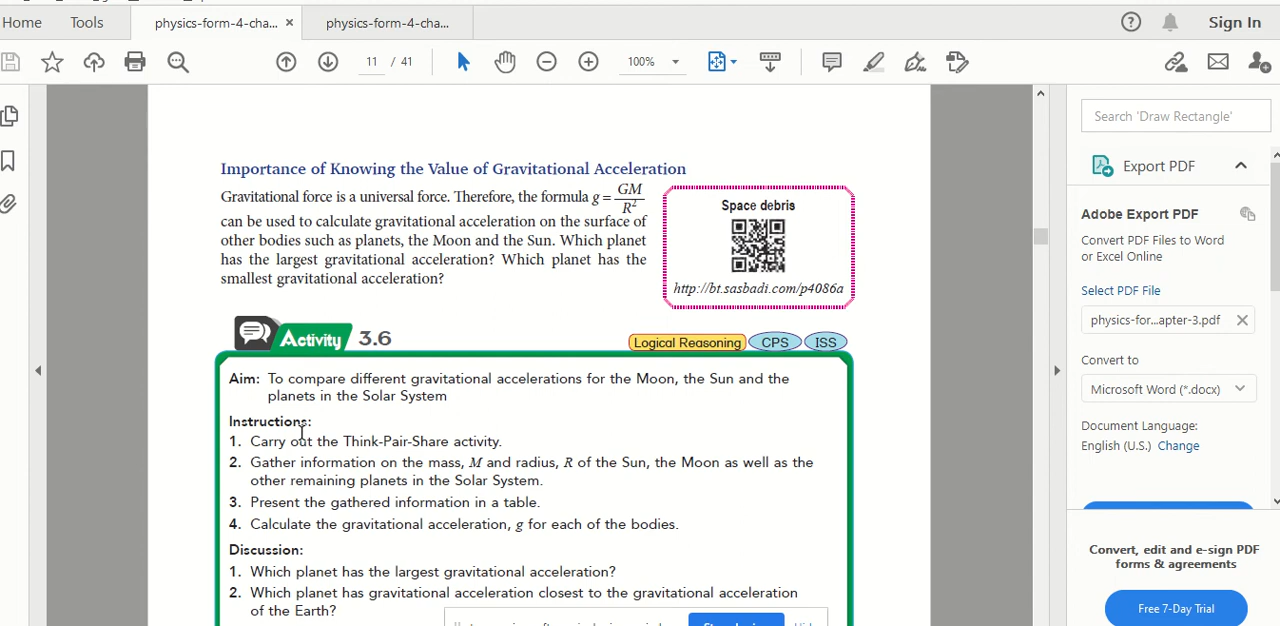 Home Tools physics-form-4-cha... × physics-form-4-cha... Sign In
11 / 41 100%
Search 'Draw Rectangle'
Export PDF
Adobe Export PDF
Convert PDF Files to Word
or Excel Online
Select PDF File
physics-for...apter-3.pdf
Convert to
Microsoft Word (*.docx)
Document Language:
English (U.S.) Change
Convert, edit and e-sign PDF
forms & agreements
Free 7-Day Trial
Importance of Knowing the Value of Gravitational Acceleration
Gravitational force is a universal force. Therefore, the formula g = GM/R²
can be used to calculate gravitational acceleration on the surface of
other bodies such as planets, the Moon and the Sun. Which planet
has the largest gravitational acceleration? Which planet has the
smallest gravitational acceleration?
Space debris
http://bt.sasbadi.com/p4086a
Activity 3.6
Logical Reasoning CPS ISS
Aim: To compare different gravitational accelerations for the Moon, the Sun and the
planets in the Solar System
Instructions:
1. Carry out the Think-Pair-Share activity.
2. Gather information on the mass, M and radius, R of the Sun, the Moon as well as the
other remaining planets in the Solar System.
3. Present the gathered information in a table.
4. Calculate the gravitational acceleration, g for each of the bodies.
Discussion:
1. Which planet has the largest gravitational acceleration?
2. Which planet has gravitational acceleration closest to the gravitational acceleration
of the Earth?